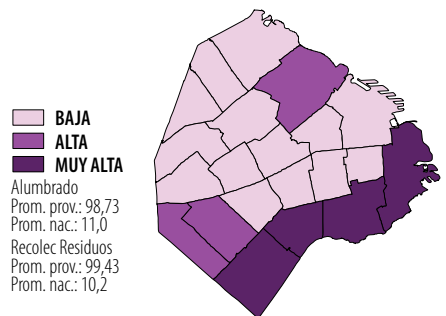 BAJA
ALTA
MUY ALTA
Alumbrado
Prom. prov.: 98,73
Prom. nac.: 11,0
Recolec Residuos
Prom. prov.: 99,43
Prom. nac.: 10,2